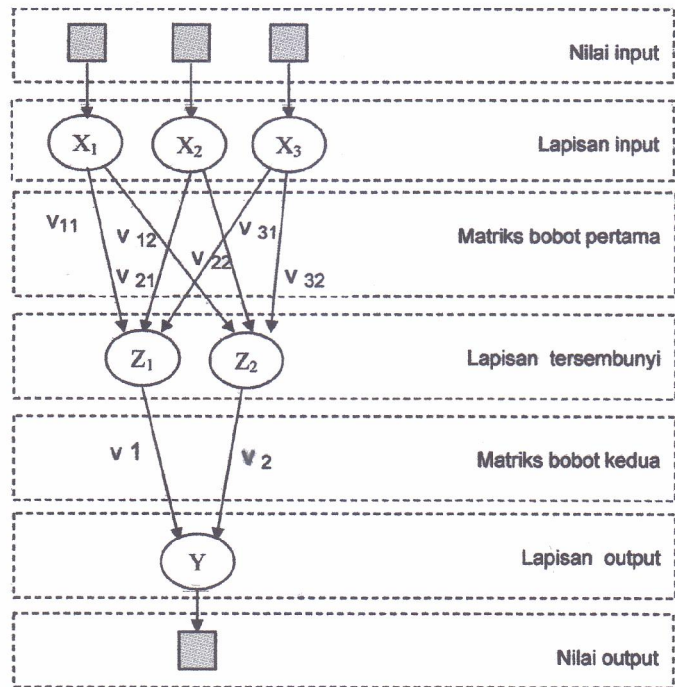 Nilai input
X1 X2 X3 Lapisan input
v11 v 12 v 21 v 22 v 31 v 32 Matriks bobot pertama
Z1 Z2 Lapisan tersembunyi
v 1 v 2 Matriks bobot kedua
Y Lapisan output
Nilai output